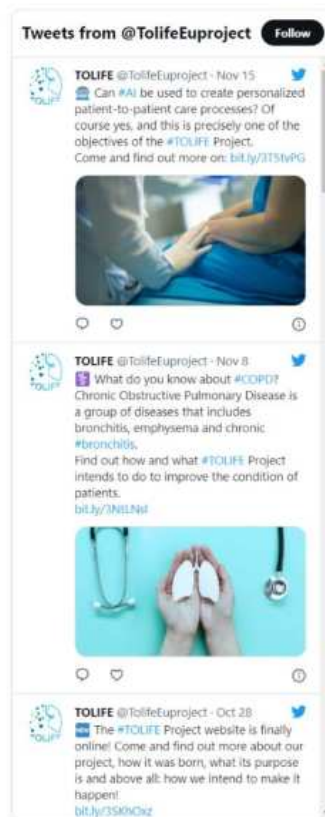 Tweets from @TolifeEuproject
Follow
TOLIFE @TolifeEuproject · Nov 15
Can #AI be used to create personalized
patient-to-patient care processes? Of
course yes, and this is precisely one of the
objectives of the #TOLIFE Project.
Come and find out more on: bit.ly/3T5tvPG
TOLIFE
TOLIFE @TolifeEuproject · Nov 8
What do you know about #COPD?
Chronic Obstructive Pulmonary Disease is
a group of diseases that includes
bronchitis, emphysema and chronic
#bronchitis.
Find out how and what #TOLIFE Project
intends to do to improve the condition of
patients.
TOLIFE
TOLIFE @TolifeEuproject · Oct 28
NEW The #TOLIFE Project website is finally
online! Come and find out more about our
project, how it was born, what its purpose
is and above all: how we intend to make it
happen!
bit.ly/3SKhOxz
TOLIFE